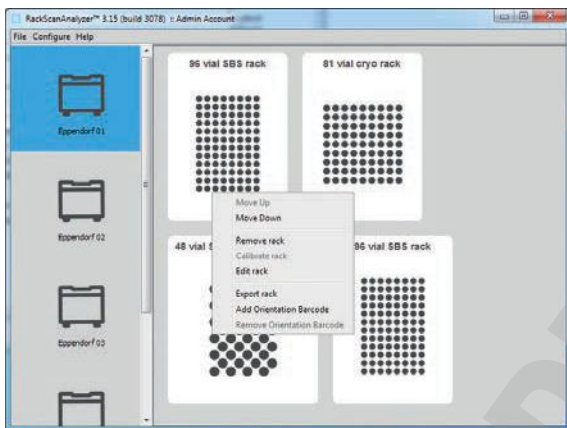 RackScanAnalyzer™ 3.15 (build 3078) :: Admin Account
File Configure Help
Eppendorf 01
Eppendorf 02
Eppendorf 03
96 vial SBS rack
81 vial cryo rack
48 vial
96 vial SBS rack
Move Up
Move Down
Remove rack
Calibrate rack
Edit rack
Export rack
Add Orientation Barcode
Remove Orientation Barcode